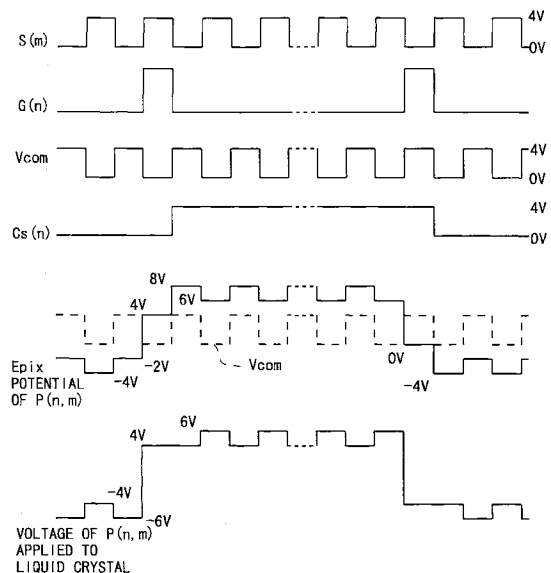 S(m)
4V
0V
G(n)
Vcom
4V
0V
Cs(n)
4V
0V
8V
4V
6V
Epix
POTENTIAL
OF P(n,m)
-4V
-2V
Vcom
0V
-4V
4V
6V
-4V
-6V
VOLTAGE OF P(n,m)
APPLIED TO
LIQUID CRYSTAL